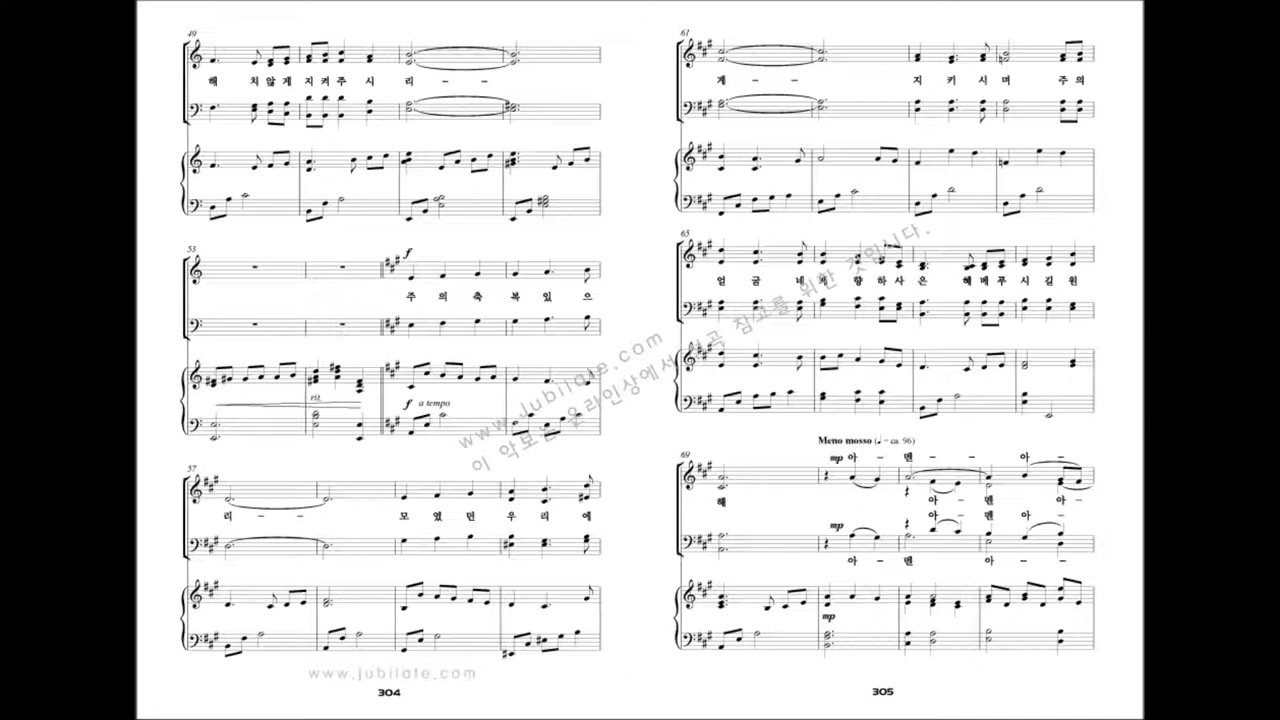 49
해 치않게 지켜주 시 리 - -
53
rit.
f
주 의 축 복 있 으
f a tempo
57
리 - - 모 였 던 우 리 에
www.jubilate.com
304
61
게 - - 지 키 시 며 주의
65
얼 굴 네 게 향 하 사 은 혜 베 푸 시 길 원
69
Meno mosso (♩= ca. 96)
mp 아 - 멘 - - 아 -
해 아 - 멘 아 -
mp 아 - 멘 아 -
아 - 멘 아 - -
mp
305
www.jubilate.com
이 악보는 온라인상에서 선곡 참고를 위한 것입니다.